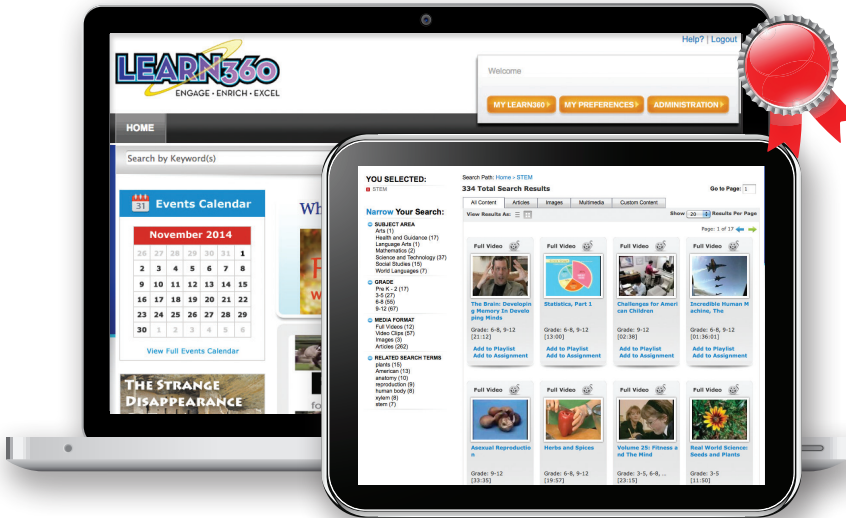 Help? | Logout
LEARN360
ENGAGE • ENRICH • EXCEL
Welcome
MY LEARN360
MY PREFERENCES
ADMINISTRATION
HOME
Search by Keyword(s)
31 Events Calendar
November 2014
26 27 28 29 30 31 1
2 3 4 5 6 7 8
9 10 11 12 13 14 15
16 17 18 19 20 21 22
23 24 25 26 27 28 29
30 1 2 3 4 5 6
View Full Events Calendar
THE STRANGE
DISAPPEARANCE
Wh
fo
YOU SELECTED:
STEM
Narrow Your Search:
SUBJECT AREA
Arts (1)
Health and Guidance (17)
Language Arts (1)
Mathematics (2)
Science and Technology (37)
Social Studies (15)
World Languages (7)
GRADE
Pre K - 2 (17)
3-5 (27)
6-8 (55)
9-12 (67)
MEDIA FORMAT
Full Videos (12)
Video Clips (57)
Images (3)
Articles (262)
RELATED SEARCH TERMS
plants (15)
American (13)
anatomy (10)
reproduction (9)
human body (8)
xylem (8)
stem (7)
Search Path: Home › STEM
334 Total Search Results
Go to Page: 1
All Content Articles Images Multimedia Custom Content
View Results As:
Show 20 Results Per Page
Page: 1 of 17
Full Video Full Video Full Video Full Video
The Brain: Developin
g Memory In Develo
ping Minds
Grade: 6-8, 9-12
[21:12]
Add to Playlist
Add to Assignment
Statistics, Part 1
Grade: 6-8, 9-12
[13:00]
Add to Playlist
Add to Assignment
Challenges for Ameri
can Children
Grade: 9-12
[02:38]
Add to Playlist
Add to Assignment
Incredible Human M
achine, The
Grade: 6-8, 9-12
[01:36:01]
Add to Playlist
Add to Assignment
Full Video Full Video Full Video Full Video
Asexual Reproductio
n
Grade: 9-12
[33:35]
Herbs and Spices
Grade: 6-8, 9-12
[19:57]
Volume 25: Fitness a
nd The Mind
Grade: 3-5, 6-8, ...
[23:15]
Real World Science:
Seeds and Plants
Grade: 3-5
[11:50]